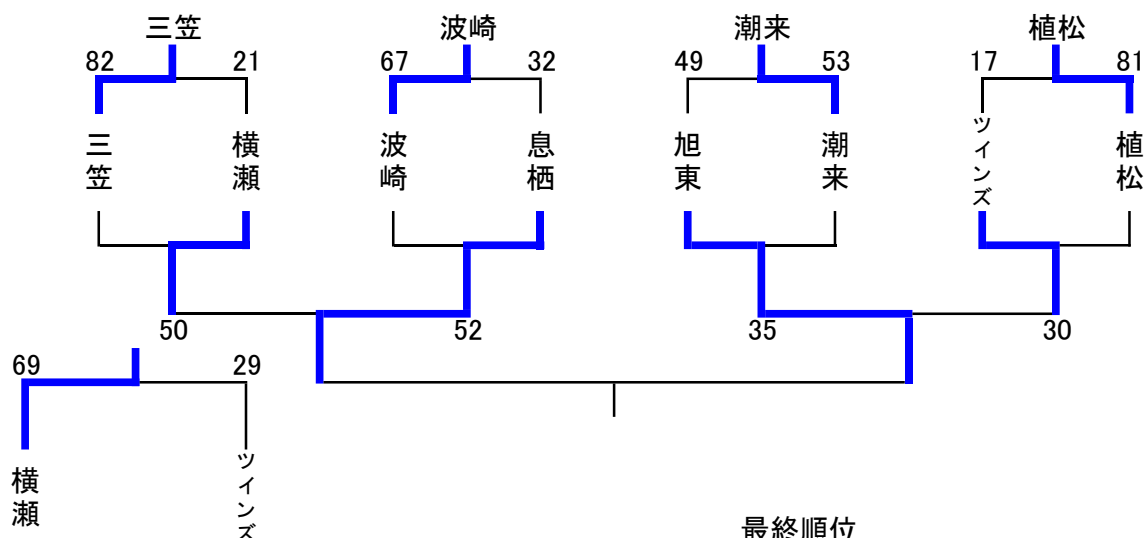 三笠 波崎 潮来 植松
82 21 67 32 49 53 17 81
三笠 横瀬 波崎 息栖 旭東 潮来 ツインズ 植松
50 52 35 30
69 29
横瀬 ツインズ
最終順位